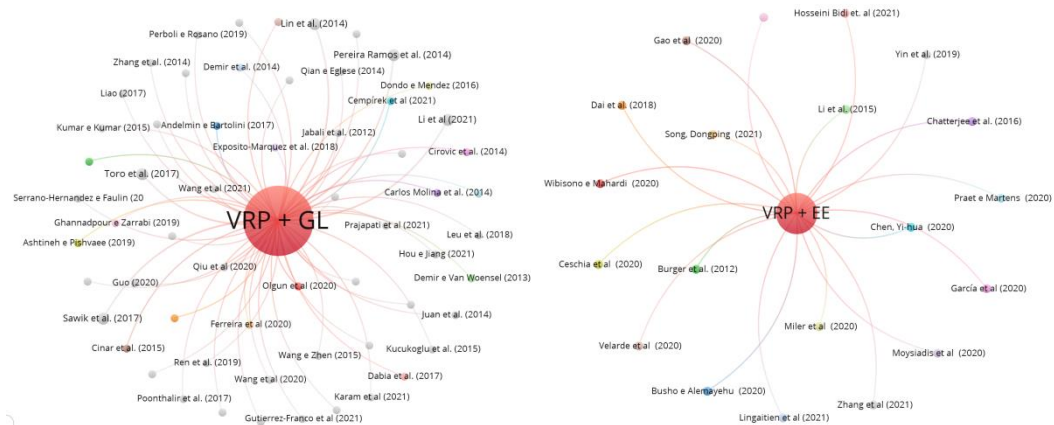 Lin et al. (2014)
Perboli e Rosano (2019)
Pereira Ramos et al. (2014)
Zhang et al. (2014)
Demir et al. (2014)
Qian e Eglese (2014)
Dondo e Mendez (2016)
Liao (2017)
Cempírek et al (2021)
Li et al (2021)
Kumar e Kumar (2015)
Andelmin e Bartolini (2017)
Jabali et al. (2012)
Exposito-Marquez et al. (2018)
Cirovic et al. (2014)
Toro et al. (2017)
Wang et al (2021)
Carlos Molina et al. (2014)
Serrano-Hernandez e Faulin (20
VRP + GL
Ghannadpour e Zarrabi (2019)
Prajapati et al (2021)
Leu et al. (2018)
Ashtineh e Pishvaee (2019)
Hou e Jiang (2021)
Qiu et al (2020)
Demir e Van Woensel (2013)
Guo (2020)
Olgun et al (2020)
Sawik et al. (2017)
Juan et al. (2014)
Ferreira et al (2020)
Cinar et al. (2015)
Kucukoglu et al. (2015)
Wang e Zhen (2015)
Ren et al. (2019)
Wang et al (2020)
Dabia et al. (2017)
Poonthalir et al. (2017)
Karam et al (2021)
Gutierrez-Franco et al (2021)
Hosseini Bidi et. al (2021)
Gao et al. (2020)
Yin et al. (2019)
Dai et al. (2018)
Li et al. (2015)
Chatterjee et al (2016)
Song, Dongping (2021)
Wibisono e Mahardi (2020)
Praet e Martens (2020)
VRP + EE
Chen, Yi-hua (2020)
Ceschia et al (2020)
Burger et al. (2012)
García et al (2020)
Miler et al (2020)
Velarde et al (2020)
Moysiadis et al (2020)
Busho e Alemayehu (2020)
Zhang et al (2021)
Lingaitien et al (2021)